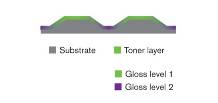 Substrate Toner layer
Gloss level 1
Gloss level 2